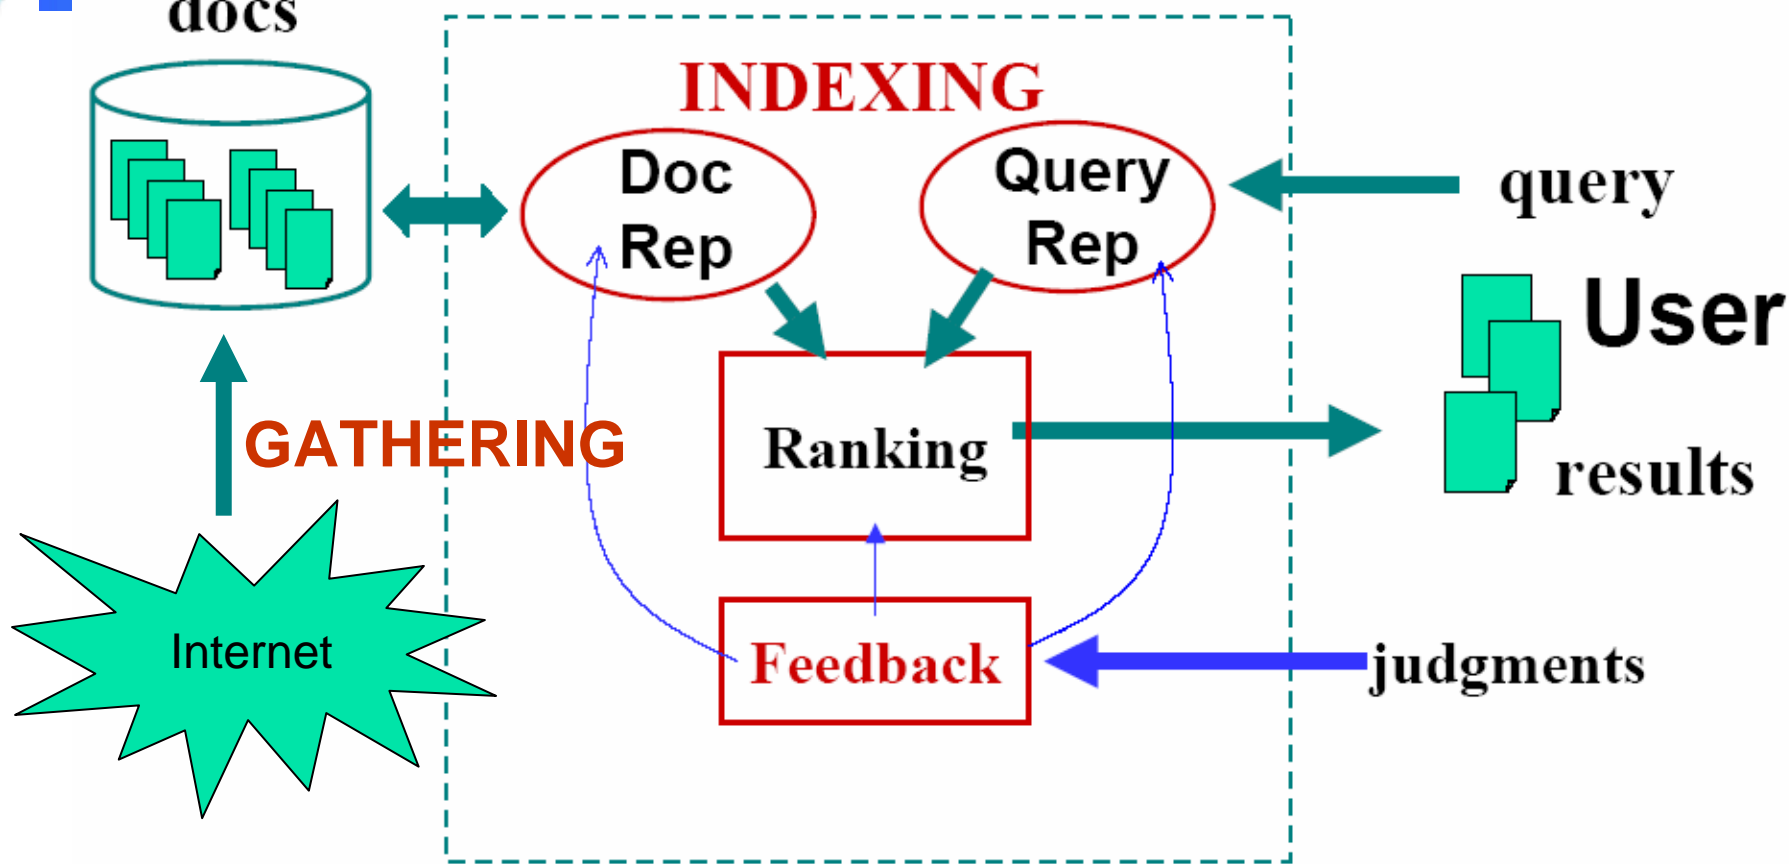 docs
INDEXING
Doc
Rep
Query
Rep
query
User
results
GATHERING
Ranking
Internet
Feedback
judgments